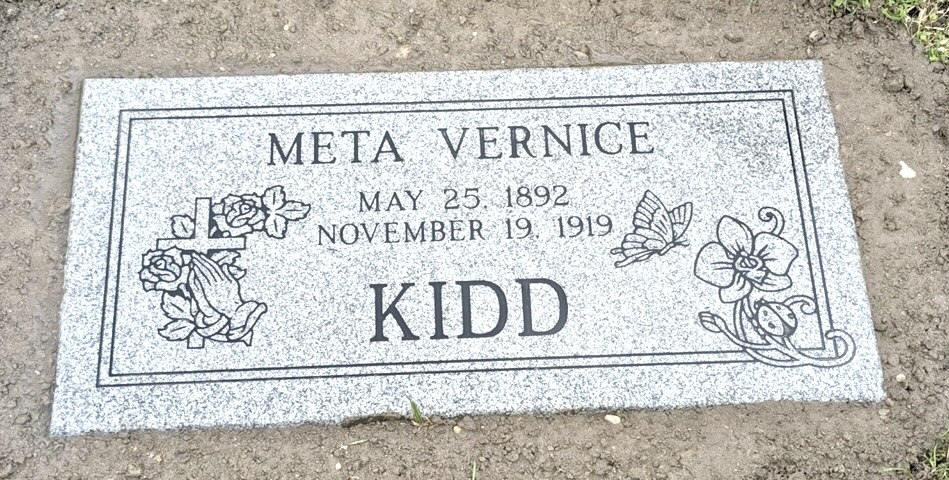 META VERNICE
MAY 25. 1892
NOVEMBER 19. 1919
KIDD